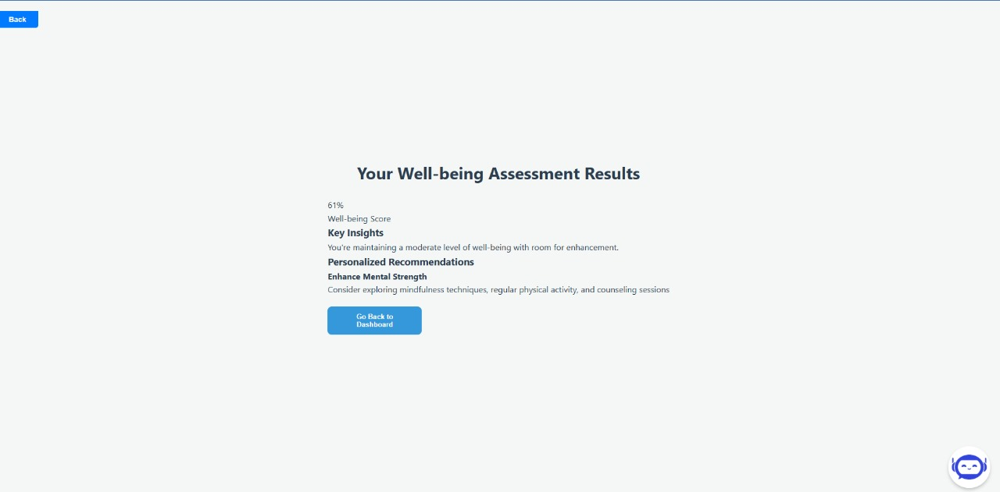 Back
Your Well-being Assessment Results
61%
Well-being Score
Key Insights
You're maintaining a moderate level of well-being with room for enhancement.
Personalized Recommendations
Enhance Mental Strength
Consider exploring mindfulness techniques, regular physical activity, and counseling sessions
Go Back to
Dashboard